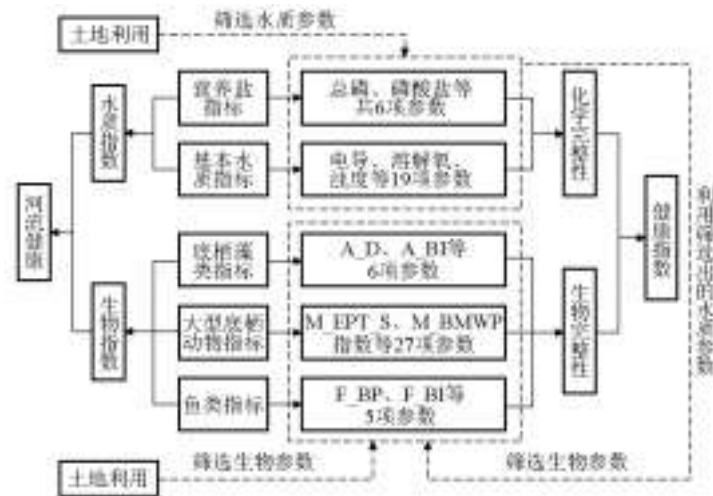 筛选水质参数
土地利用
营养盐
指标
总磷、磷酸盐等
共6项参数
水质指数
化学完整性
基本水
质指标
电导、溶解氧、
浊度等19项参数
河流健康
健康指数
利用筛选出的水质参数
底栖藻
类指标
A_D、A_BI等
6项参数
生物指数
大型底栖
动物指标
M_EPT_S、M_BMWP
指数等27项参数
生物完整性
鱼类指标
F_BP、F_BI等
5项参数
土地利用
筛选生物参数
筛选生物参数